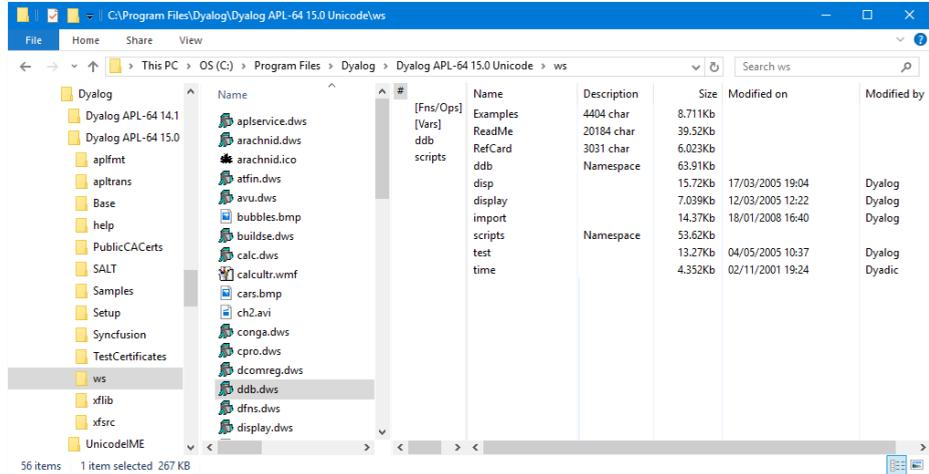 C:\Program Files\Dyalog\Dyalog APL-64 15.0 Unicode\ws
File Home Share View
This PC > OS (C:) > Program Files > Dyalog > Dyalog APL-64 15.0 Unicode > ws
Search ws
Dyalog
Dyalog APL-64 14.1
Dyalog APL-64 15.0
aplfmt
apltrans
Base
help
PublicCACerts
SALT
Samples
Setup
Syncfusion
TestCertificates
ws
xflib
xfsrc
UnicodeIME
Name
aplservice.dws
arachnid.dws
arachnid.ico
atfin.dws
avu.dws
bubbles.bmp
buildse.dws
calc.dws
calcultr.wmf
cars.bmp
ch2.avi
conga.dws
cpro.dws
dcomreg.dws
ddb.dws
dfns.dws
display.dws
#
[Fns/Ops]
[Vars]
ddb
scripts
Name Description Size Modified on Modified by
Examples 4404 char 8.711Kb
ReadMe 20184 char 39.52Kb
RefCard 3031 char 6.023Kb
ddb Namespace 63.91Kb
disp 15.72Kb 17/03/2005 19:04 Dyalog
display 7.039Kb 12/03/2005 12:22 Dyalog
import 14.37Kb 18/01/2008 16:40 Dyalog
scripts Namespace 53.62Kb
test 13.27Kb 04/05/2005 10:37 Dyalog
time 4.352Kb 02/11/2001 19:24 Dyadic
56 items 1 item selected 267 KB